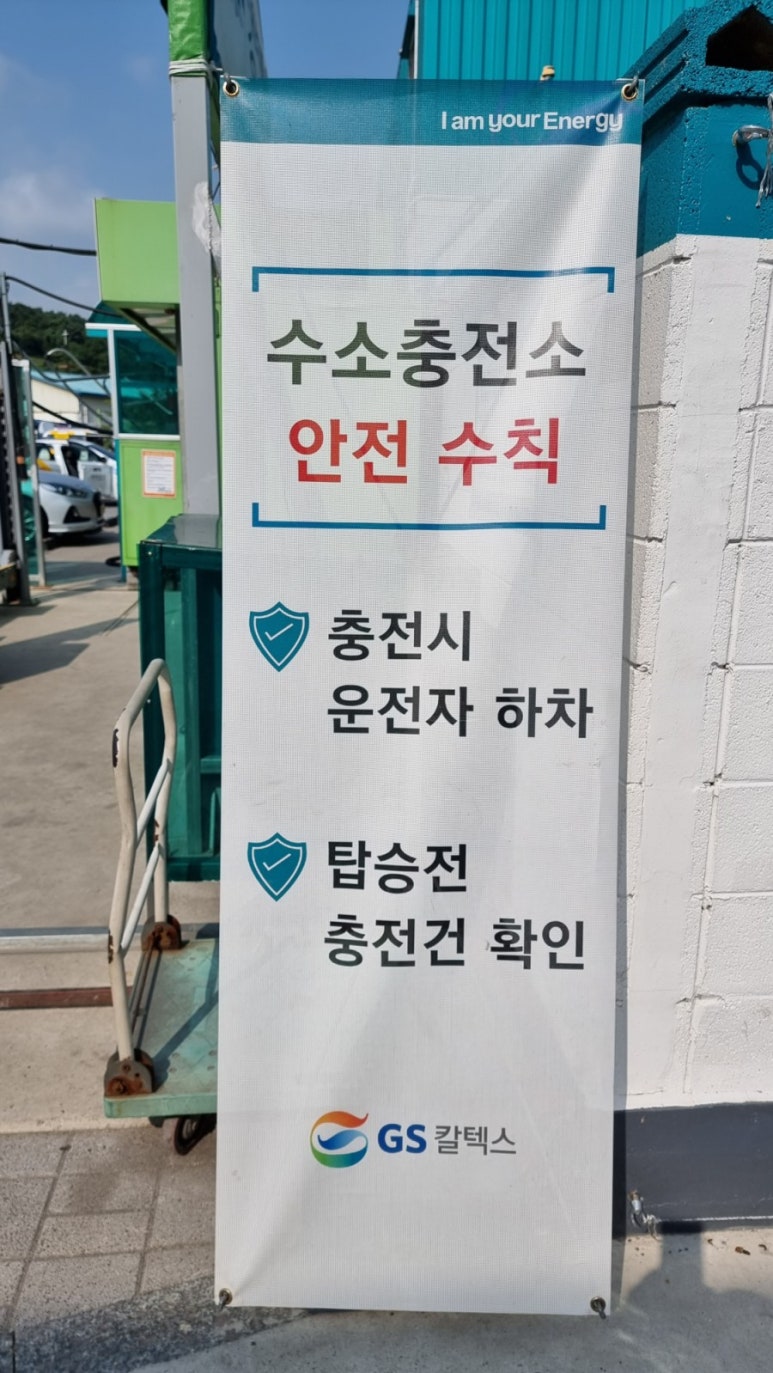 I am your Energy
수소충전소
안전 수칙
충전시
운전자 하차
탑승전
충전건 확인
GS 칼텍스